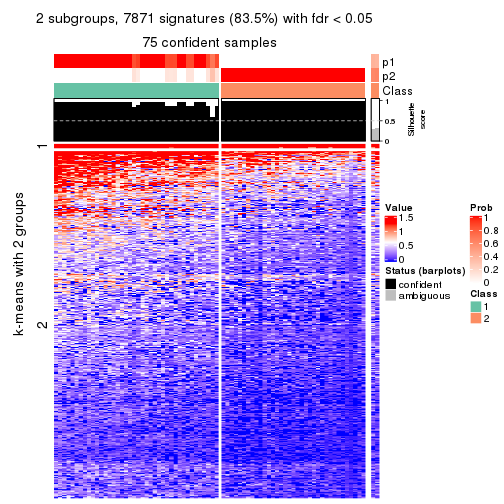 2 subgroups, 7871 signatures (83.5%) with fdr < 0.05
75 confident samples
p1
p2
Class
1
0.5
0
Silhouette
score
1
2
k-means with 2 groups
Value
1.5
1
0.5
0
Status (barplots)
confident
ambiguous
Prob
1
0.8
0.6
0.4
0.2
0
Class
1
2